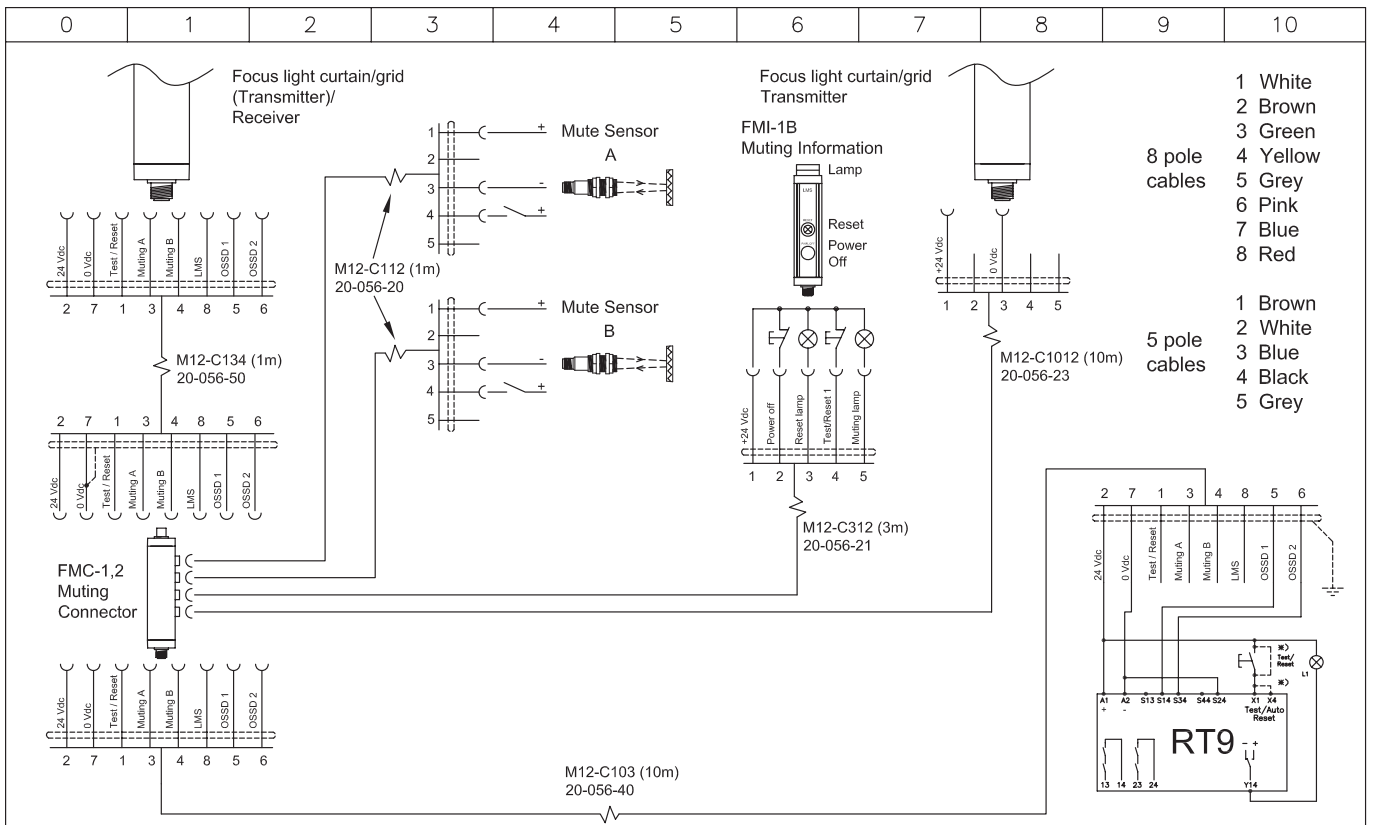 0 1 2 3 4 5 6 7 8 9 10
Focus light curtain/grid
(Transmitter)/
Receiver
24 Vdc
0 Vdc
Test / Reset
Muting A
Muting B
LMS
OSSD 1
OSSD 2
2 7 1 3 4 8 5 6
M12-C134 (1m)
20-056-50
2 7 1 3 4 8 5 6
24 Vdc
0 Vdc
Test / Reset
Muting A
Muting B
LMS
OSSD 1
OSSD 2
FMC-1,2
Muting
Connector
24 Vdc
0 Vdc
Test / Reset
Muting A
Muting B
LMS
OSSD 1
OSSD 2
2 7 1 3 4 8 5 6
M12-C103 (10m)
20-056-40
1
2
3
4
5
+
-
+
Mute Sensor
A
M12-C112 (1m)
20-056-20
1
2
3
4
5
+
-
+
Mute Sensor
B
Focus light curtain/grid
Transmitter
FMI-1B
Muting Information
Lamp
LMS
Reset
Power
Off
+24 Vdc
Power off
Reset lamp
Test/Reset 1
Muting lamp
1 2 3 4 5
M12-C312 (3m)
20-056-21
+24 Vdc
0 Vdc
1 2 3 4 5
M12-C1012 (10m)
20-056-23
8 pole
cables
1 White
2 Brown
3 Green
4 Yellow
5 Grey
6 Pink
7 Blue
8 Red
5 pole
cables
1 Brown
2 White
3 Blue
4 Black
5 Grey
2 7 1 3 4 8 5 6
24 Vdc
0 Vdc
Test / Reset
Muting A
Muting B
LMS
OSSD 1
OSSD 2
※)
Test/
Reset
※)
L1
A1 A2 S13 S14 S34 S44 S24 X1 X4
+ -
Test/Auto
Reset
RT9
- +
13 14 23 24 Y14